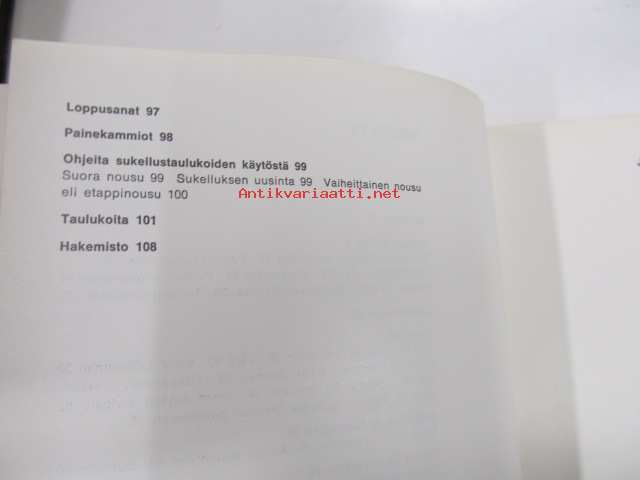 Loppusanat 97
Painekammiot 98
Ohjeita sukellustaulukoiden käytöstä 99
Suora nousu 99 Sukelluksen uusinta 99 Vaiheittainen nousu
eli etappinousu 100
Antikvariaatti.net
Taulukoita 101
Hakemisto 108